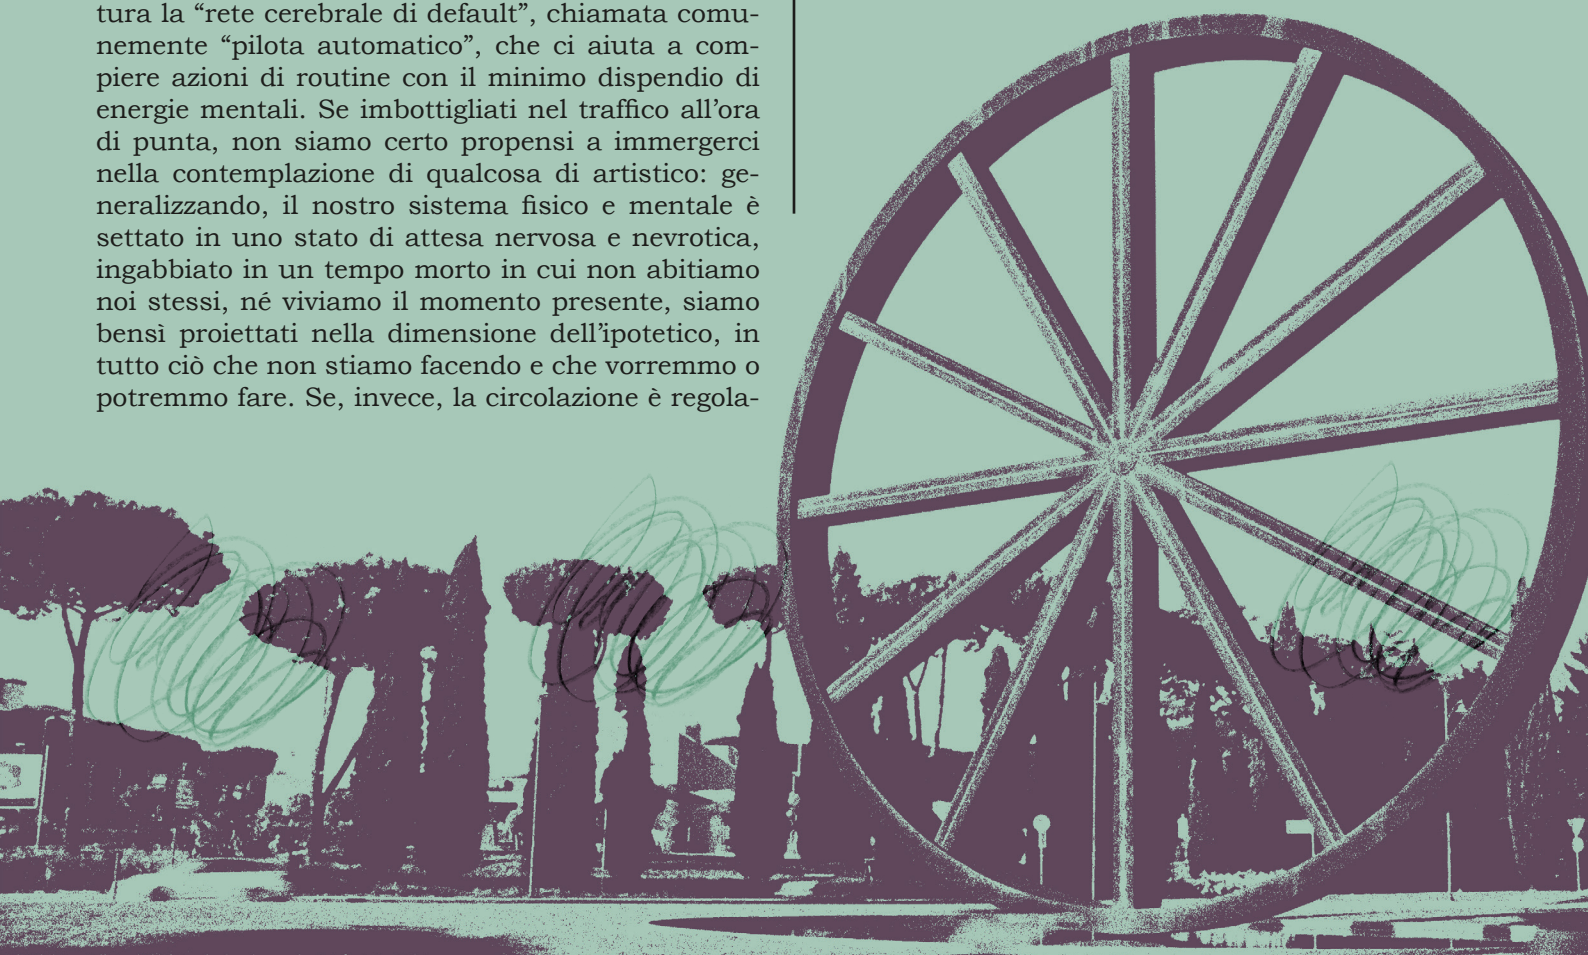 tura la “rete cerebrale di default”, chiamata comu-
nemente “pilota automatico”, che ci aiuta a com-
piere azioni di routine con il minimo dispendio di
energie mentali. Se imbottigliati nel traffico all’ora
di punta, non siamo certo propensi a immergerci
nella contemplazione di qualcosa di artistico: ge-
neralizzando, il nostro sistema fisico e mentale è
settato in uno stato di attesa nervosa e nevrotica,
ingabbiato in un tempo morto in cui non abitiamo
noi stessi, né viviamo il momento presente, siamo
bensì proiettati nella dimensione dell’ipotetico, in
tutto ciò che non stiamo facendo e che vorremmo o
potremmo fare. Se, invece, la circolazione è regola-